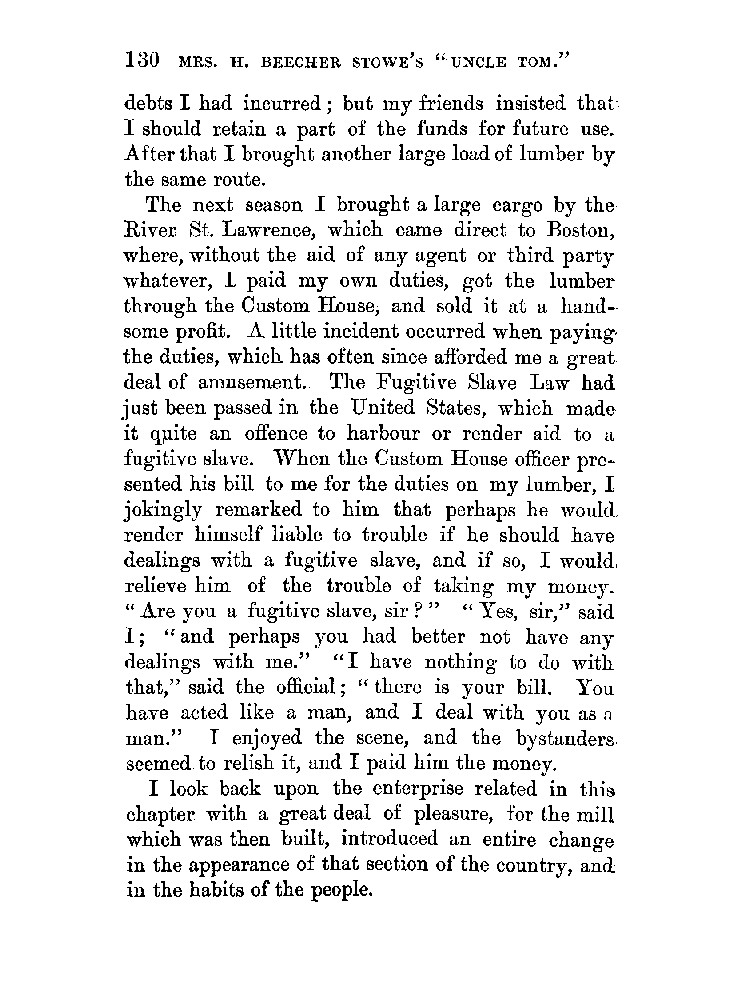 130 MRS. H. BEECHER STOWE'S "UNCLE TOM."
debts I had incurred; but my friends insisted that
I should retain a part of the funds for future use.
After that I brought another large load of lumber by
the same route.
The next season I brought a large cargo by the
River St. Lawrence, which came direct to Boston,
where, without the aid of any agent or third party
whatever, I paid my own duties, got the lumber
through the Custom House, and sold it at a hand-
some profit. A little incident occurred when paying
the duties, which has often since afforded me a great
deal of amusement. The Fugitive Slave Law had
just been passed in the United States, which made
it quite an offence to harbour or render aid to a
fugitive slave. When the Custom House officer pre-
sented his bill to me for the duties on my lumber, I
jokingly remarked to him that perhaps he would
render himself liable to trouble if he should have
dealings with a fugitive slave, and if so, I would
relieve him of the trouble of taking my money.
"Are you a fugitive slave, sir?" "Yes, sir," said
I; "and perhaps you had better not have any
dealings with me." "I have nothing to do with
that," said the official; "there is your bill. You
have acted like a man, and I deal with you as a
man." I enjoyed the scene, and the bystanders
seemed to relish it, and I paid him the money.
I look back upon the enterprise related in this
chapter with a great deal of pleasure, for the mill
which was then built, introduced an entire change
in the appearance of that section of the country, and
in the habits of the people.